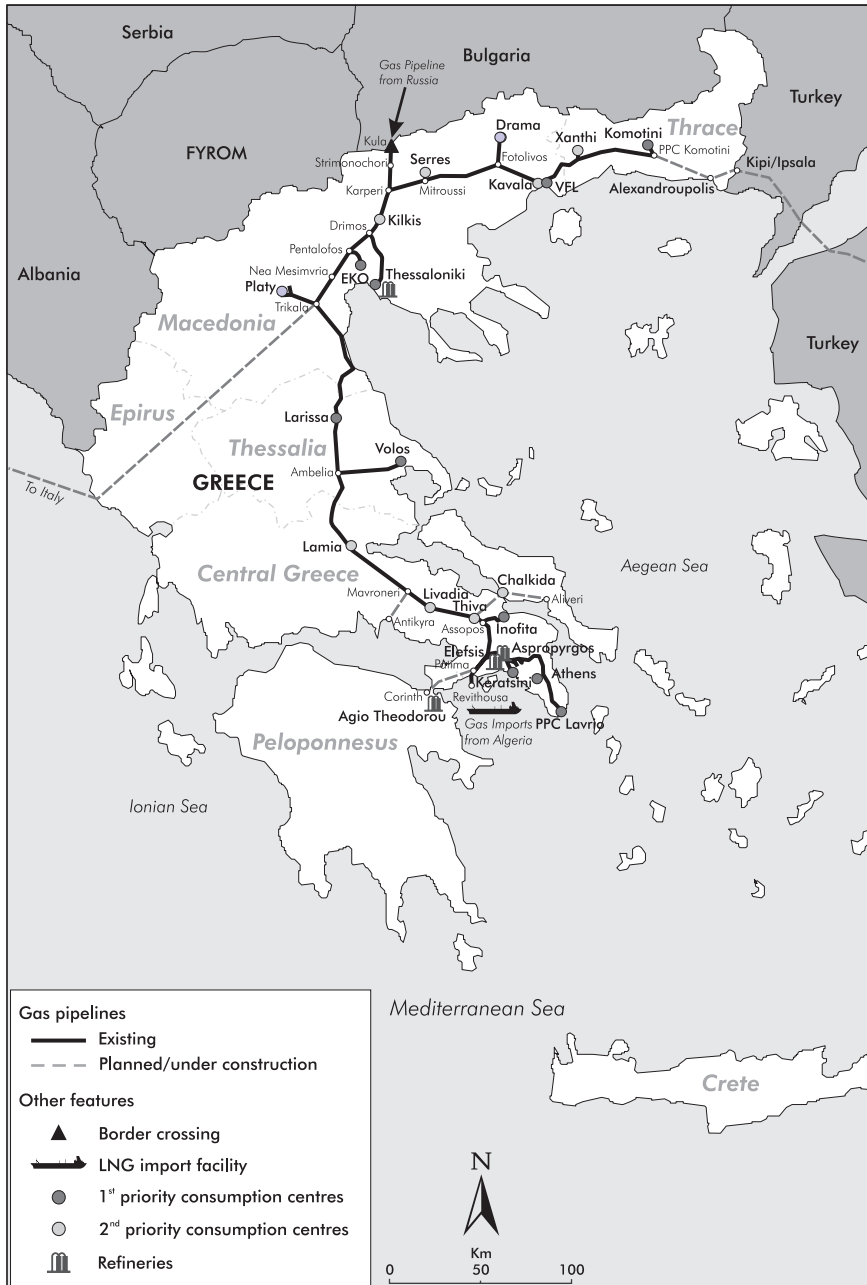 Serbia
Bulgaria
Gas Pipeline
from Russia
Turkey
FYROM
Kula
Strimonochori
Drama
Xanthi
Komotini
Thrace
Serres
Fotolivos
PPC Komotini
Kipi/Ipsala
Karperi
Mitroussi
Kavala
VFL
Alexandroupolis
Kilkis
Drimos
Pentalofos
Albania
Nea Mesimvria
EKO
Thessaloniki
Platy
Trikala
Macedonia
Turkey
Epirus
Larissa
Thessalia
Volos
Ambelia
GREECE
To Italy
Lamia
Aegean Sea
Central Greece
Chalkida
Mavroneri
Livadia
Aliveri
Thiva
Antikyra
Assopos
Inofita
Elefsis
Aspropyrgos
Patima
Keratsini
Athens
Corinth
Revithousa
Agio Theodorou
Gas Imports
from Algeria
PPC Lavrio
Peloponnesus
Ionian Sea
Mediterranean Sea
Crete
Gas pipelines
Existing
Planned/under construction
Other features
Border crossing
LNG import facility
1st priority consumption centres
2nd priority consumption centres
Refineries
N
Km
0 50 100